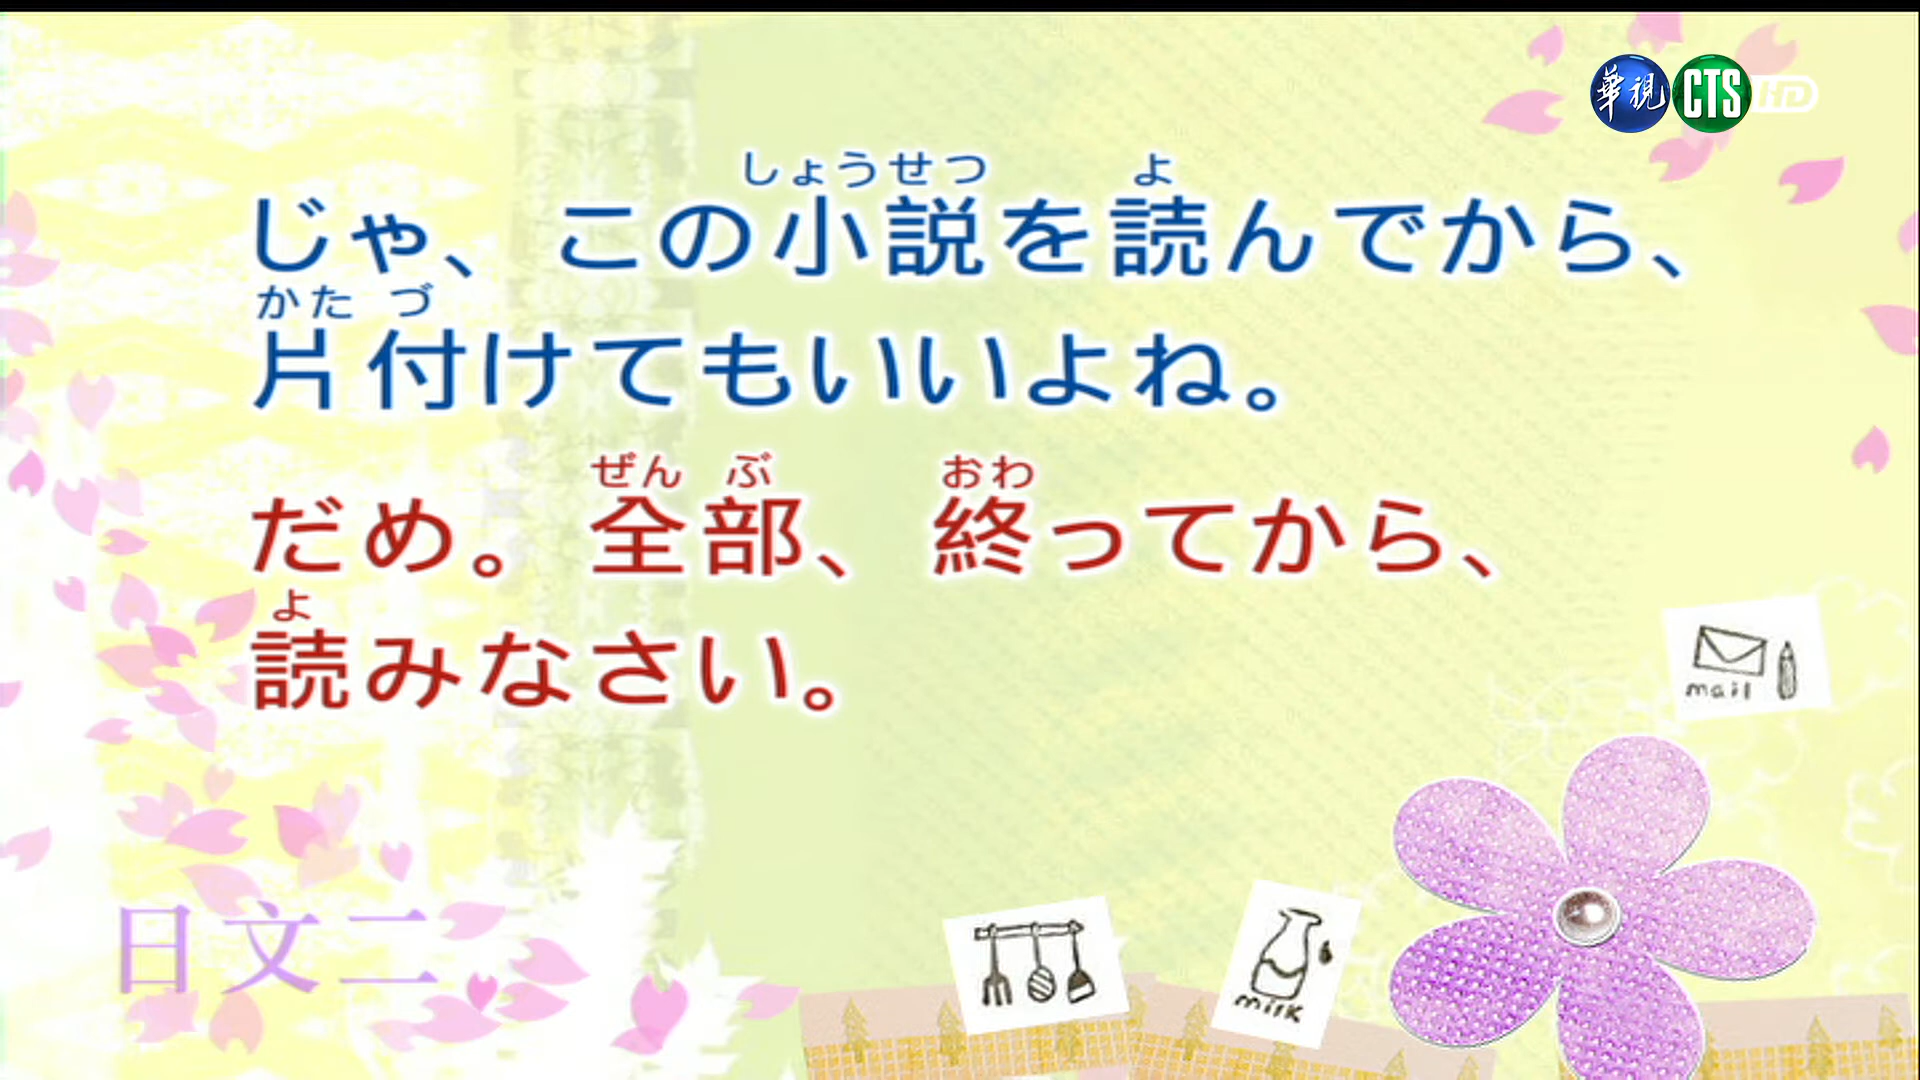 華視 CTS HD
しょうせつ よ
じゃ、この小説を読んでから、
かた づ
片付けてもいいよね。
ぜん ぶ おわ
だめ。全部、終ってから、
よ
読みなさい。
mail
日文二
milk